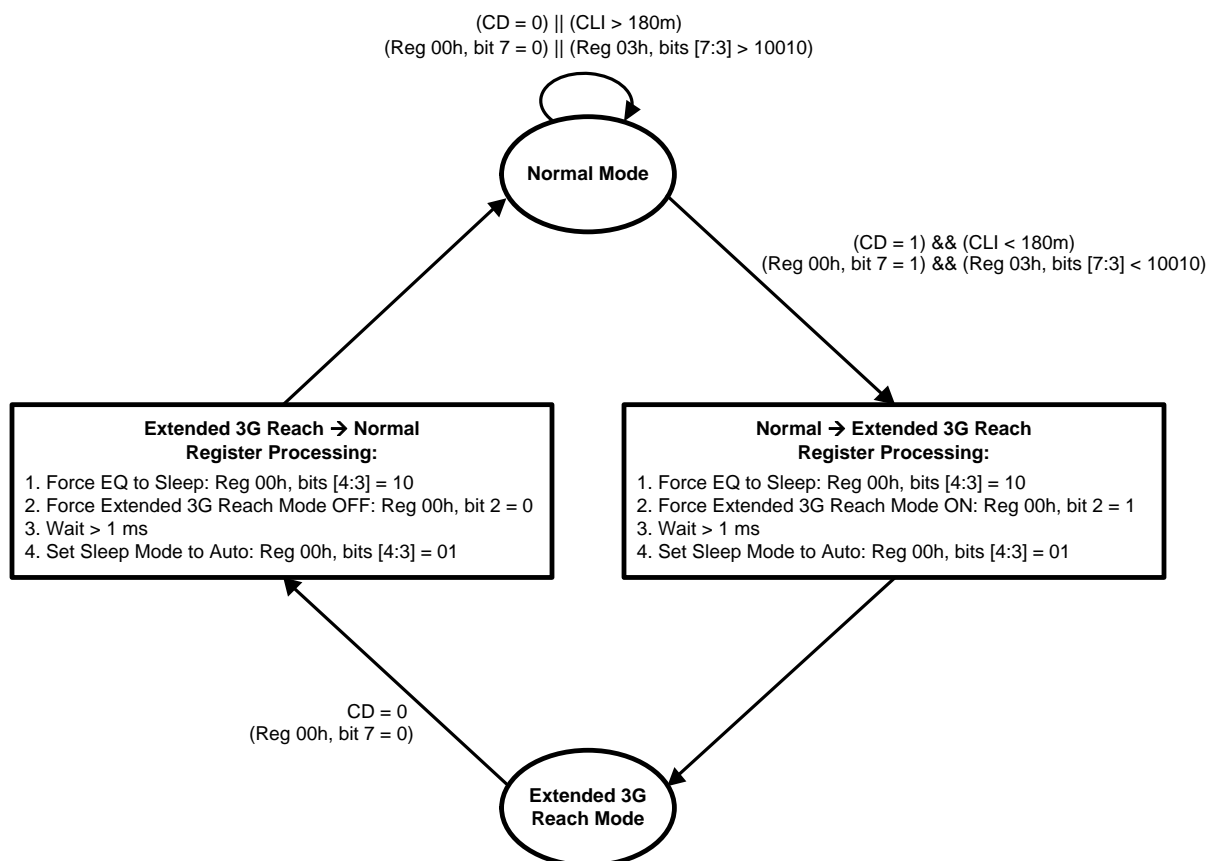 (CD = 0) || (CLI > 180m)
(Reg 00h, bit 7 = 0) || (Reg 03h, bits [7:3] > 10010)
Normal Mode
(CD = 1) && (CLI < 180m)
(Reg 00h, bit 7 = 1) && (Reg 03h, bits [7:3] < 10010)
Extended 3G Reach → Normal
Register Processing:
1. Force EQ to Sleep: Reg 00h, bits [4:3] = 10
2. Force Extended 3G Reach Mode OFF: Reg 00h, bit 2 = 0
3. Wait > 1 ms
4. Set Sleep Mode to Auto: Reg 00h, bits [4:3] = 01
Normal → Extended 3G Reach
Register Processing:
1. Force EQ to Sleep: Reg 00h, bits [4:3] = 10
2. Force Extended 3G Reach Mode ON: Reg 00h, bit 2 = 1
3. Wait > 1 ms
4. Set Sleep Mode to Auto: Reg 00h, bits [4:3] = 01
CD = 0
(Reg 00h, bit 7 = 0)
Extended 3G
Reach Mode